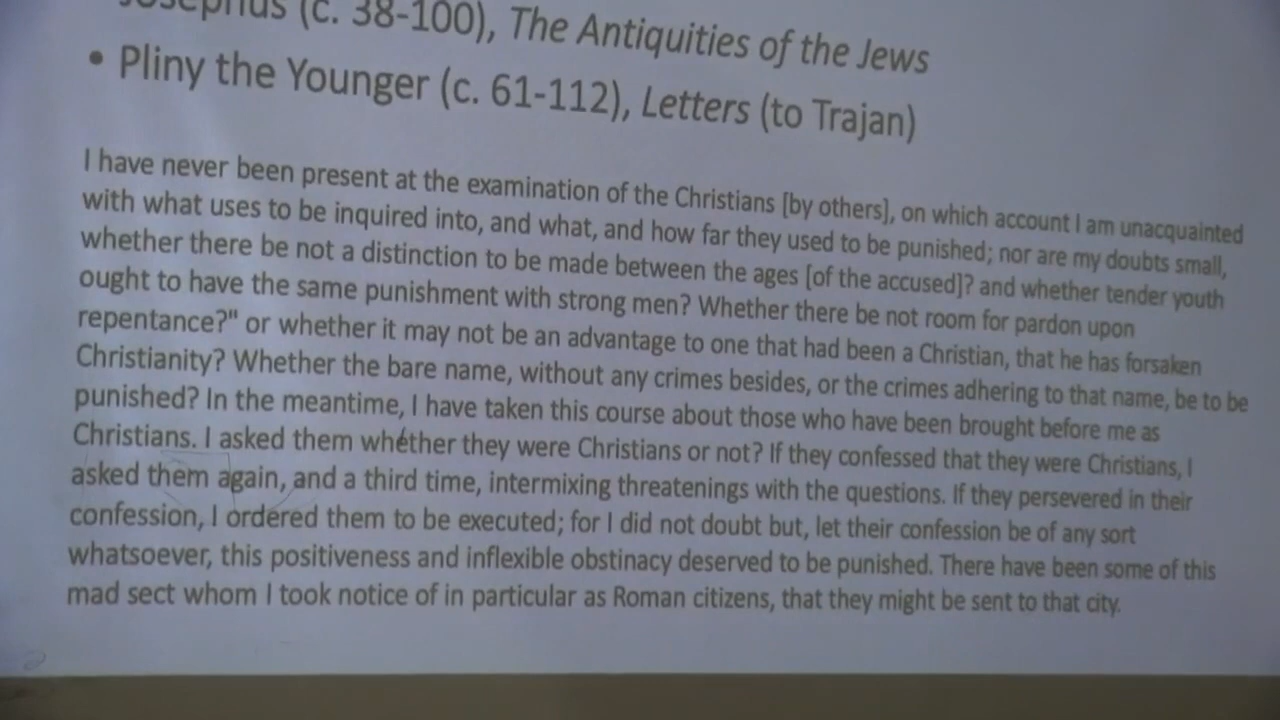 Josephus (c. 38-100), The Antiquities of the Jews
• Pliny the Younger (c. 61-112), Letters (to Trajan)
I have never been present at the examination of the Christians [by others], on which account I am unacquainted
with what uses to be inquired into, and what, and how far they used to be punished; nor are my doubts small,
whether there be not a distinction to be made between the ages [of the accused]? and whether tender youth
ought to have the same punishment with strong men? Whether there be not room for pardon upon
repentance?" or whether it may not be an advantage to one that had been a Christian, that he has forsaken
Christianity? Whether the bare name, without any crimes besides, or the crimes adhering to that name, be to be
punished? In the meantime, I have taken this course about those who have been brought before me as
Christians. I asked them whether they were Christians or not? If they confessed that they were Christians, I
asked them again, and a third time, intermixing threatenings with the questions. If they persevered in their
confession, I ordered them to be executed; for I did not doubt but, let their confession be of any sort
whatsoever, this positiveness and inflexible obstinacy deserved to be punished. There have been some of this
mad sect whom I took notice of in particular as Roman citizens, that they might be sent to that city.